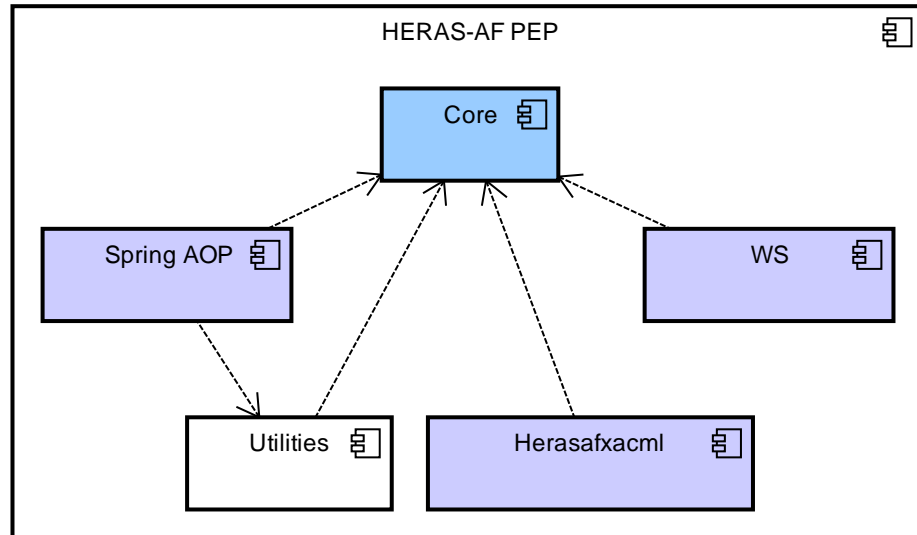 HERAS-AF PEP
Core
Spring AOP
WS
Utilities
Herasafxacml